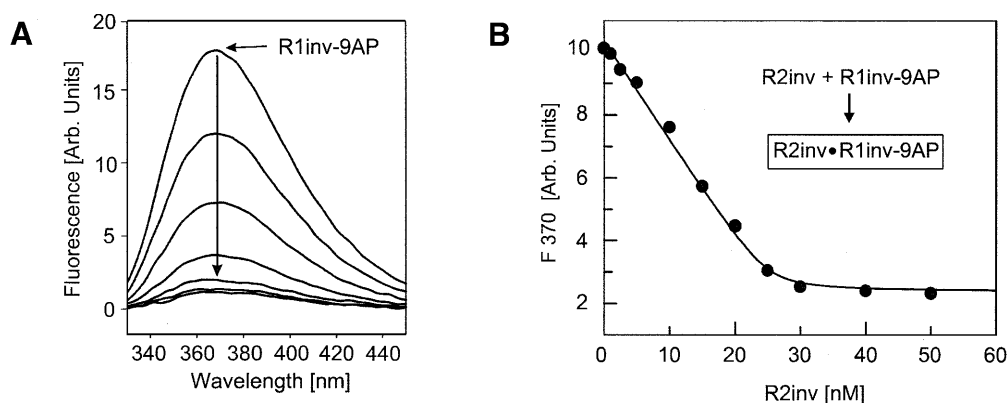 A
20
15
10
5
0
Fluorescence [Arb. Units]
R1inv-9AP
340 360 380 400 420 440
Wavelength [nm]
B
10
8
6
4
2
F 370 [Arb. Units]
R2inv + R1inv-9AP
R2inv•R1inv-9AP
0 10 20 30 40 50 60
R2inv [nM]